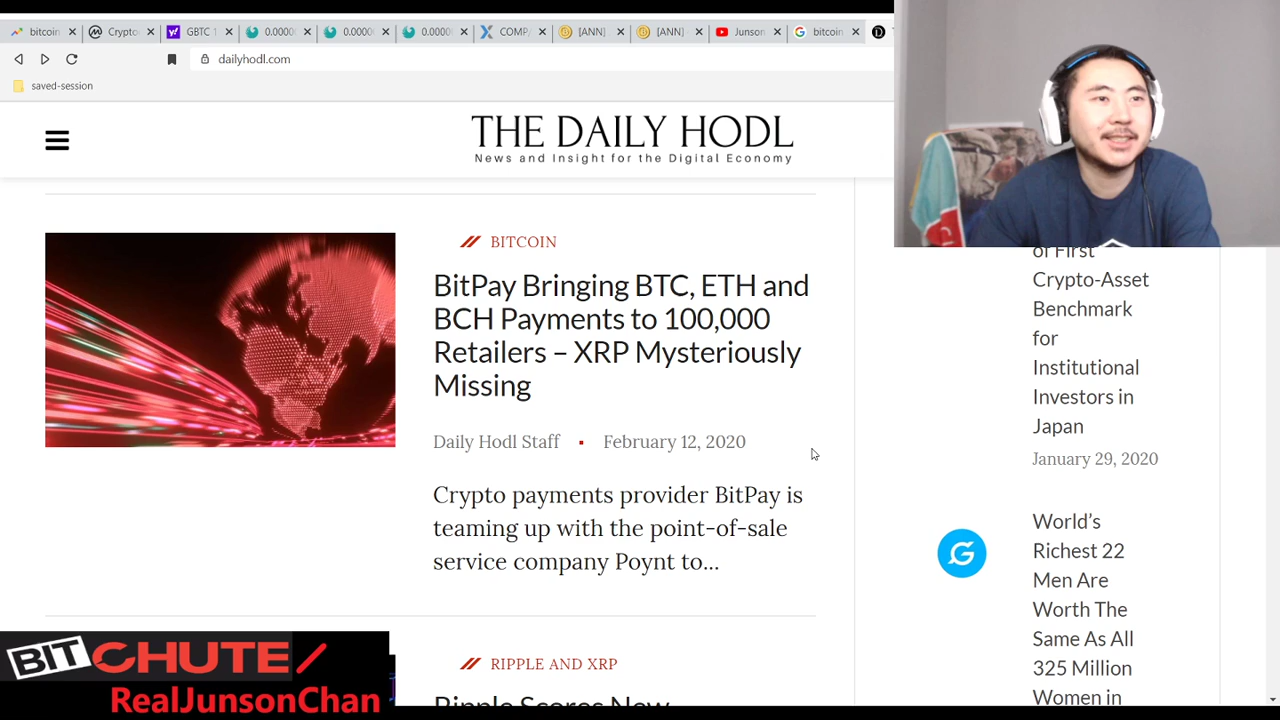 bitcoin
Crypto
GBTC
0.0000
0.0000
0.0000
COMP.
[ANN]
[ANN]
Junson
bitcoin
dailyhodl.com
saved-session
THE DAILY HODL
News and Insight for the Digital Economy
BITCOIN
BitPay Bringing BTC, ETH and
BCH Payments to 100,000
Retailers – XRP Mysteriously
Missing
Daily Hodl Staff
February 12, 2020
Crypto payments provider BitPay is
teaming up with the point-of-sale
service company Poynt to...
RIPPLE AND XRP
Ripple Scores New
of First
Crypto-Asset
Benchmark
for
Institutional
Investors in
Japan
January 29, 2020
World's
Richest 22
Men Are
Worth The
Same As All
325 Million
Women in
BITCHUTE/
RealJunsonChan